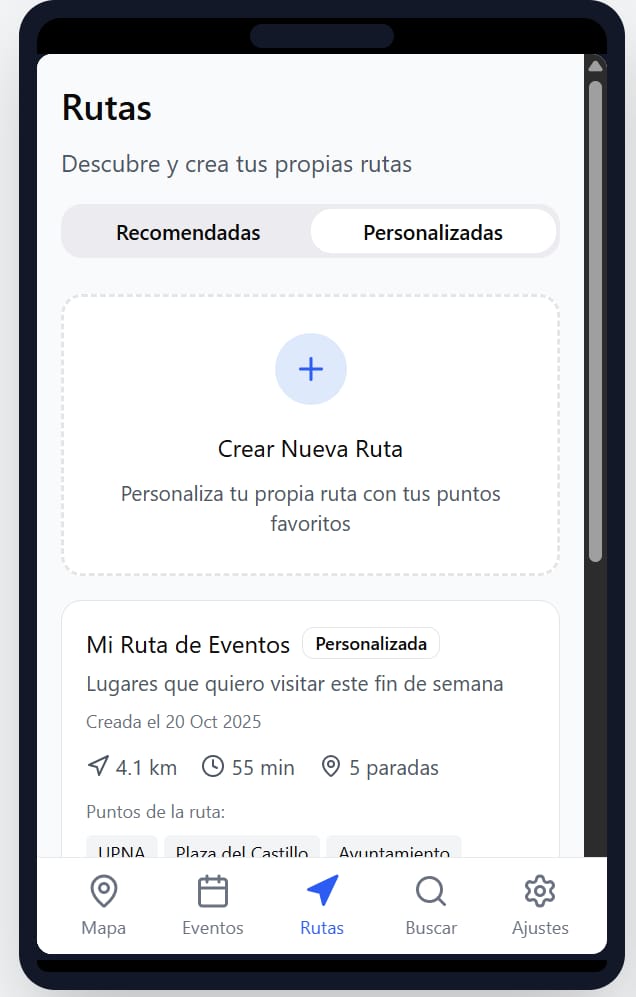 Rutas
Descubre y crea tus propias rutas
Recomendadas
Personalizadas
Crear Nueva Ruta
Personaliza tu propia ruta con tus puntos
favoritos
Mi Ruta de Eventos
Personalizada
Lugares que quiero visitar este fin de semana
Creada el 20 Oct 2025
4.1 km
55 min
5 paradas
Puntos de la ruta:
UPNA
Plaza del Castillo
Ayuntamiento
Mapa
Eventos
Rutas
Buscar
Ajustes